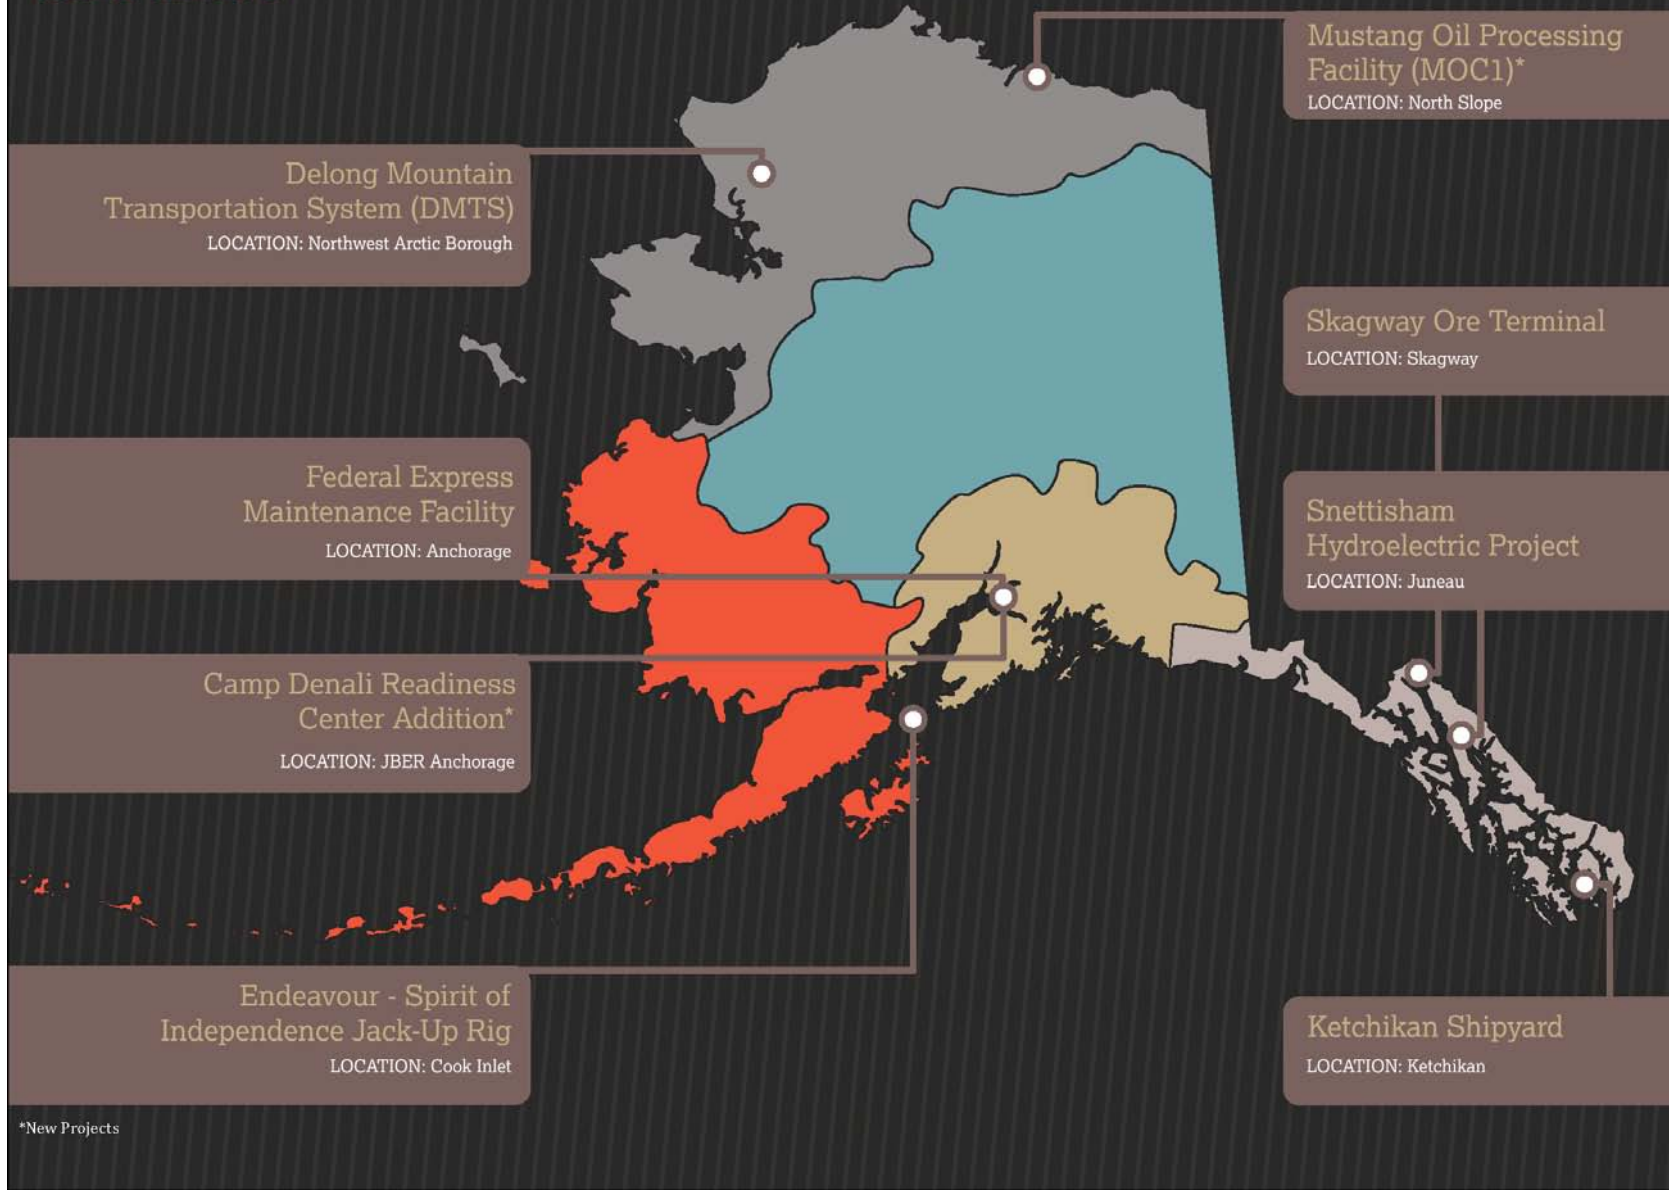 Mustang Oil Processing
Facility (MOC1)*
LOCATION: North Slope
Delong Mountain
Transportation System (DMTS)
LOCATION: Northwest Arctic Borough
Skagway Ore Terminal
LOCATION: Skagway
Federal Express
Maintenance Facility
LOCATION: Anchorage
Snettisham
Hydroelectric Project
LOCATION: Juneau
Camp Denali Readiness
Center Addition*
LOCATION: JBER Anchorage
Endeavour - Spirit of
Independence Jack-Up Rig
LOCATION: Cook Inlet
Ketchikan Shipyard
LOCATION: Ketchikan
*New Projects